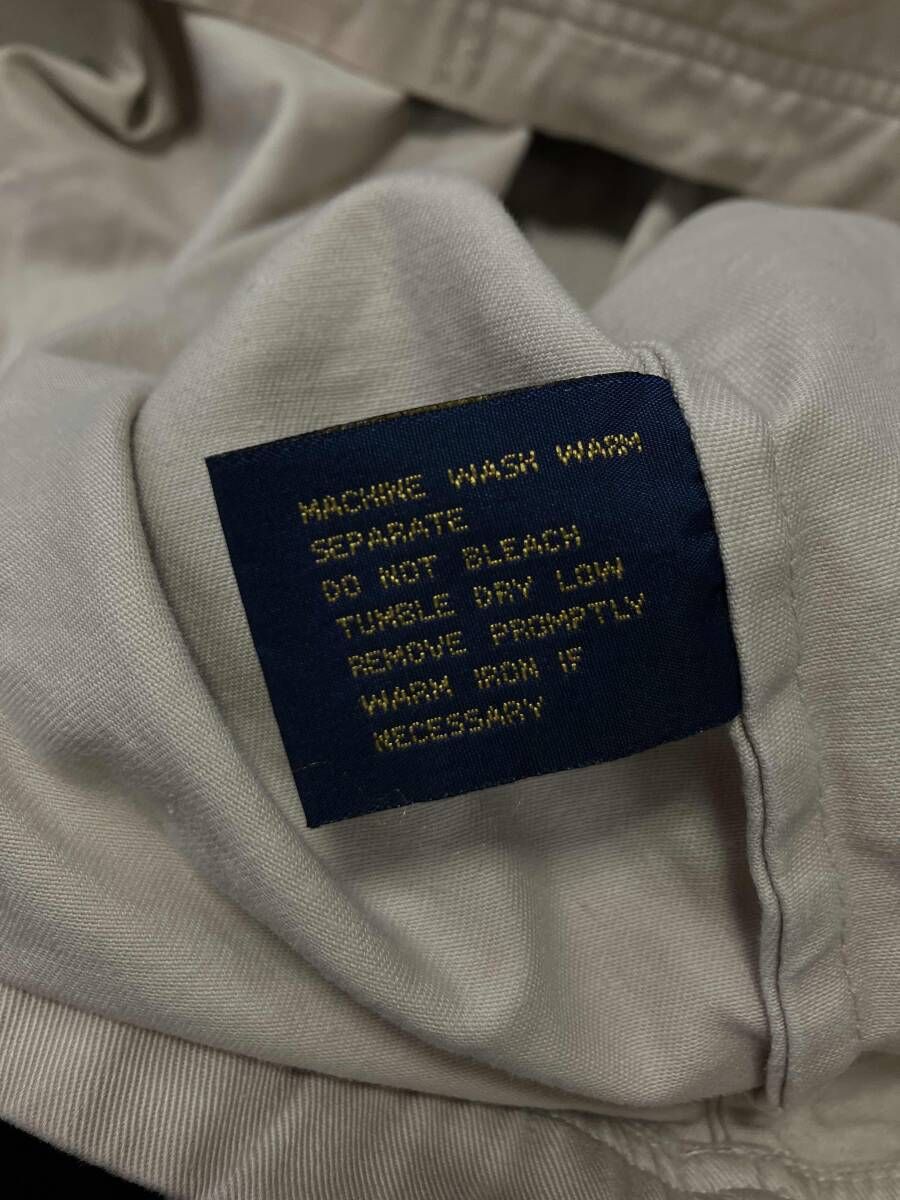 MACHINE WASH WARM
SEPARATE
DO NOT BLEACH
TUMBLE DRY LOW
REMOVE PROMPTLY
WARM IRON IF
NECESSARY